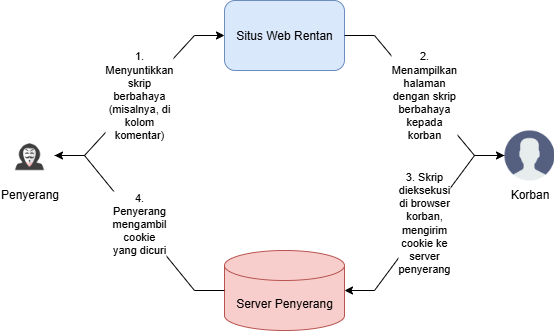 Situs Web Rentan
1.
Menyuntikkan
skrip
berbahaya
(misalnya, di
kolom
komentar)
2.
Menampilkan
halaman
dengan skrip
berbahaya
kepada
korban
Penyerang
Korban
3. Skrip
dieksekusi
di browser
korban,
mengirim
cookie ke
server
penyerang
4.
Penyerang
mengambil
cookie
yang dicuri
Server Penyerang